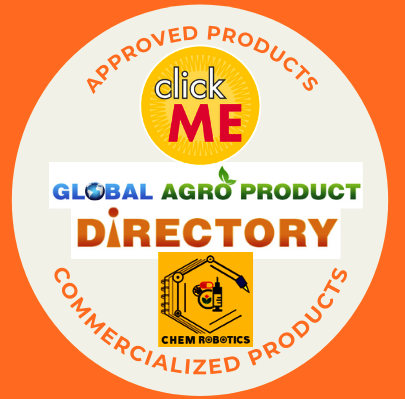 APPROVED PRODUCTS
click
ME
GLOBAL AGRO PRODUCT
DIRECTORY
CHEM ROBOTICS
COMMERCIALIZED PRODUCTS